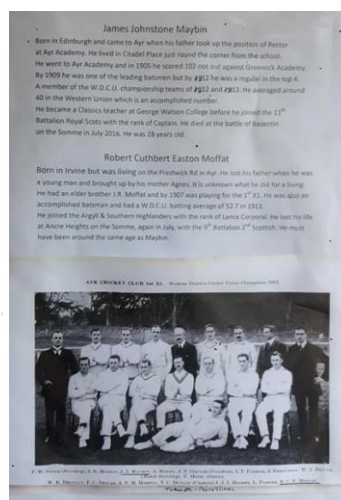 James Johnstone Maybin
Born in Edinburgh and came to Ayr when his father took up the position of Rector
at Ayr Academy. He lived in Citadel Place just round the corner from the school.
He went to Ayr Academy and in 1905 he scored 102 not out against Greenock Academy.
By 1909 he was one of the leading batsmen but by 1912 he was a regular in the top 4.
A member of the W.D.C.U. championship teams of 1912 and 1913. He averaged around
40 in the Western Union which is an accomplished number.
He became a Classics teacher at George Watson College before he joined the 11th
Battalion Royal Scots with the rank of Captain. He died at the battle of Bazentin
on the Somme in July 2016. He was 28 years old.
Robert Cuthbert Easton Moffat
Born in Irvine but was living on the Prestwick Rd in Ayr. He lost his father when he was
a young man and brought up by his mother Agnes. It is unknown what he did for a living.
He had an elder brother J.R. Moffat and by 1907 was playing for the 1st X1. He was also an
accomplished batsman and had a W.D.C.U. batting average of 52.7 in 1913.
He joined the Argyll & Southern Highlanders with the rank of Lance Corporal. He lost his life
at Ancre Heights on the Somme, again in July, with the 9th Battalion 2nd Scottish. He must
have been around the same age as Maybin.
AYR CRICKET CLUB 1st XI.